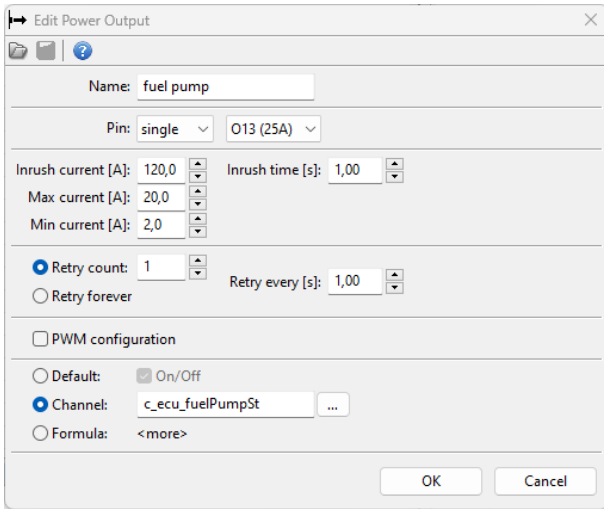 Edit Power Output
Name: fuel pump
Pin: single O13 (25A)
Inrush current [A]: 120,0 Inrush time [s]: 1,00
Max current [A]: 20,0
Min current [A]: 2,0
Retry count: 1
Retry every [s]: 1,00
Retry forever
PWM configuration
Default: On/Off
Channel: c_ecu_fuelPumpSt ...
Formula: <more>
OK Cancel